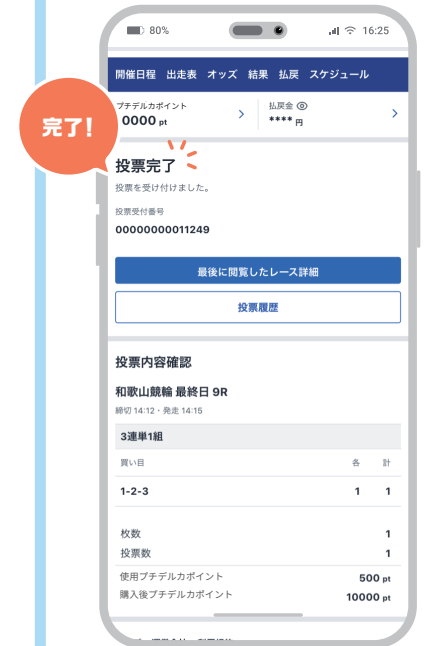 80%
16:25
開催日程 出走表 オッズ 結果 払戻 スケジュール
プチデルカポイント
0000 pt
払戻金
**** 円
完了!
投票完了
投票を受け付けました。
投票受付番号
00000000011249
最後に閲覧したレース詳細
投票履歴
投票内容確認
和歌山競輪 最終日 9R
締切 14:12・発走 14:15
3連単1組
買い目 各 計
1-2-3 1 1
枚数 1
投票数 1
使用プチデルカポイント 500 pt
購入後プチデルカポイント 10000 pt